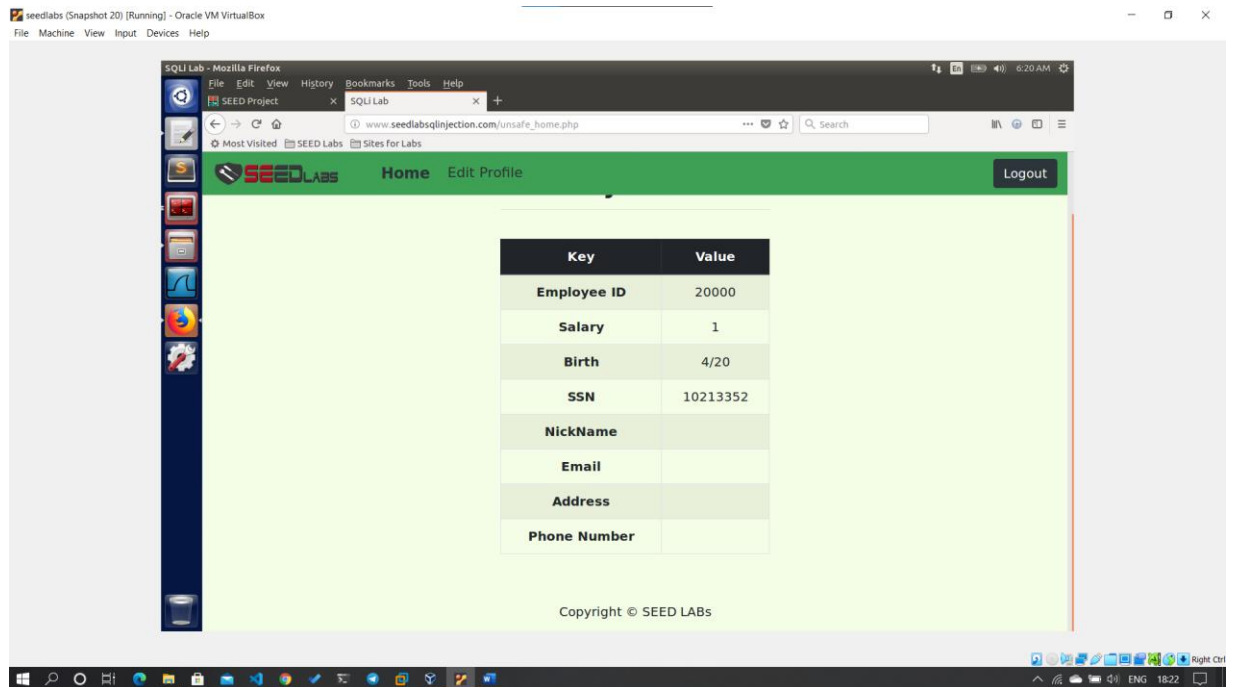 seedlabs (Snapshot 20) [Running] - Oracle VM VirtualBox
File Machine View Input Devices Help
SQLi Lab - Mozilla Firefox
En 6:20 AM
File Edit View History Bookmarks Tools Help
SEED Project × SQLi Lab × +
www.seedlabsqlinjection.com/unsafe_home.php Search
Most Visited SEED Labs Sites for Labs
SEEDLABS Home Edit Profile Logout
Key Value
Employee ID 20000
Salary 1
Birth 4/20
SSN 10213352
NickName
Email
Address
Phone Number
Copyright © SEED LABs
Right Ctrl
ENG 18:22